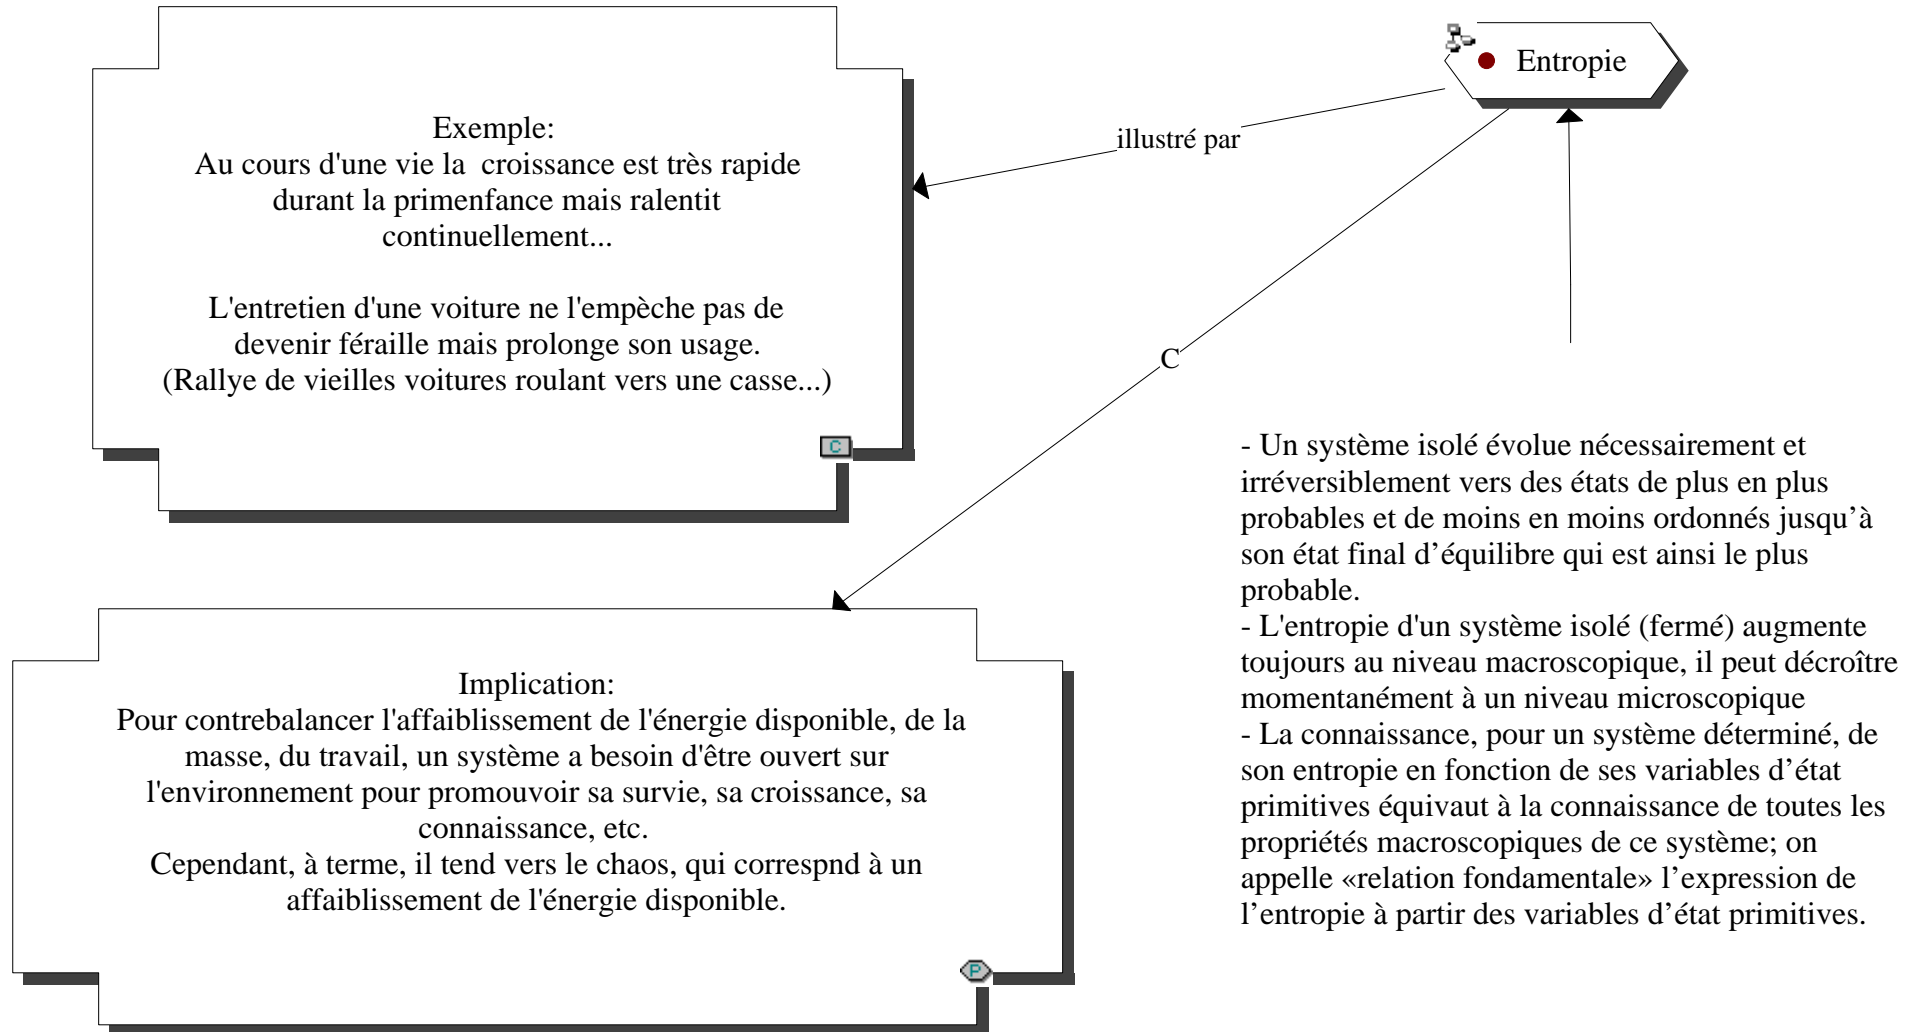 Entropie
illustré par
Exemple:
Au cours d'une vie la  croissance est très rapide
durant la primenfance mais ralentit
continuellement...
L'entretien d'une voiture ne l'empèche pas de
devenir féraille mais prolonge son usage.
(Rallye de vieilles voitures roulant vers une casse...)
C
C
- Un système isolé évolue nécessairement et
irréversiblement vers des états de plus en plus
probables et de moins en moins ordonnés jusqu’à
son état final d’équilibre qui est ainsi le plus
probable.
- L'entropie d'un système isolé (fermé) augmente
toujours au niveau macroscopique, il peut décroître
momentanément à un niveau microscopique
- La connaissance, pour un système déterminé, de
son entropie en fonction de ses variables d’état
primitives équivaut à la connaissance de toutes les
propriétés macroscopiques de ce système; on
appelle «relation fondamentale» l’expression de
l’entropie à partir des variables d’état primitives.
Implication:
Pour contrebalancer l'affaiblissement de l'énergie disponible, de la
masse, du travail, un système a besoin d'être ouvert sur
l'environnement pour promouvoir sa survie, sa croissance, sa
connaissance, etc.
Cependant, à terme, il tend vers le chaos, qui correspnd à un
affaiblissement de l'énergie disponible.
P